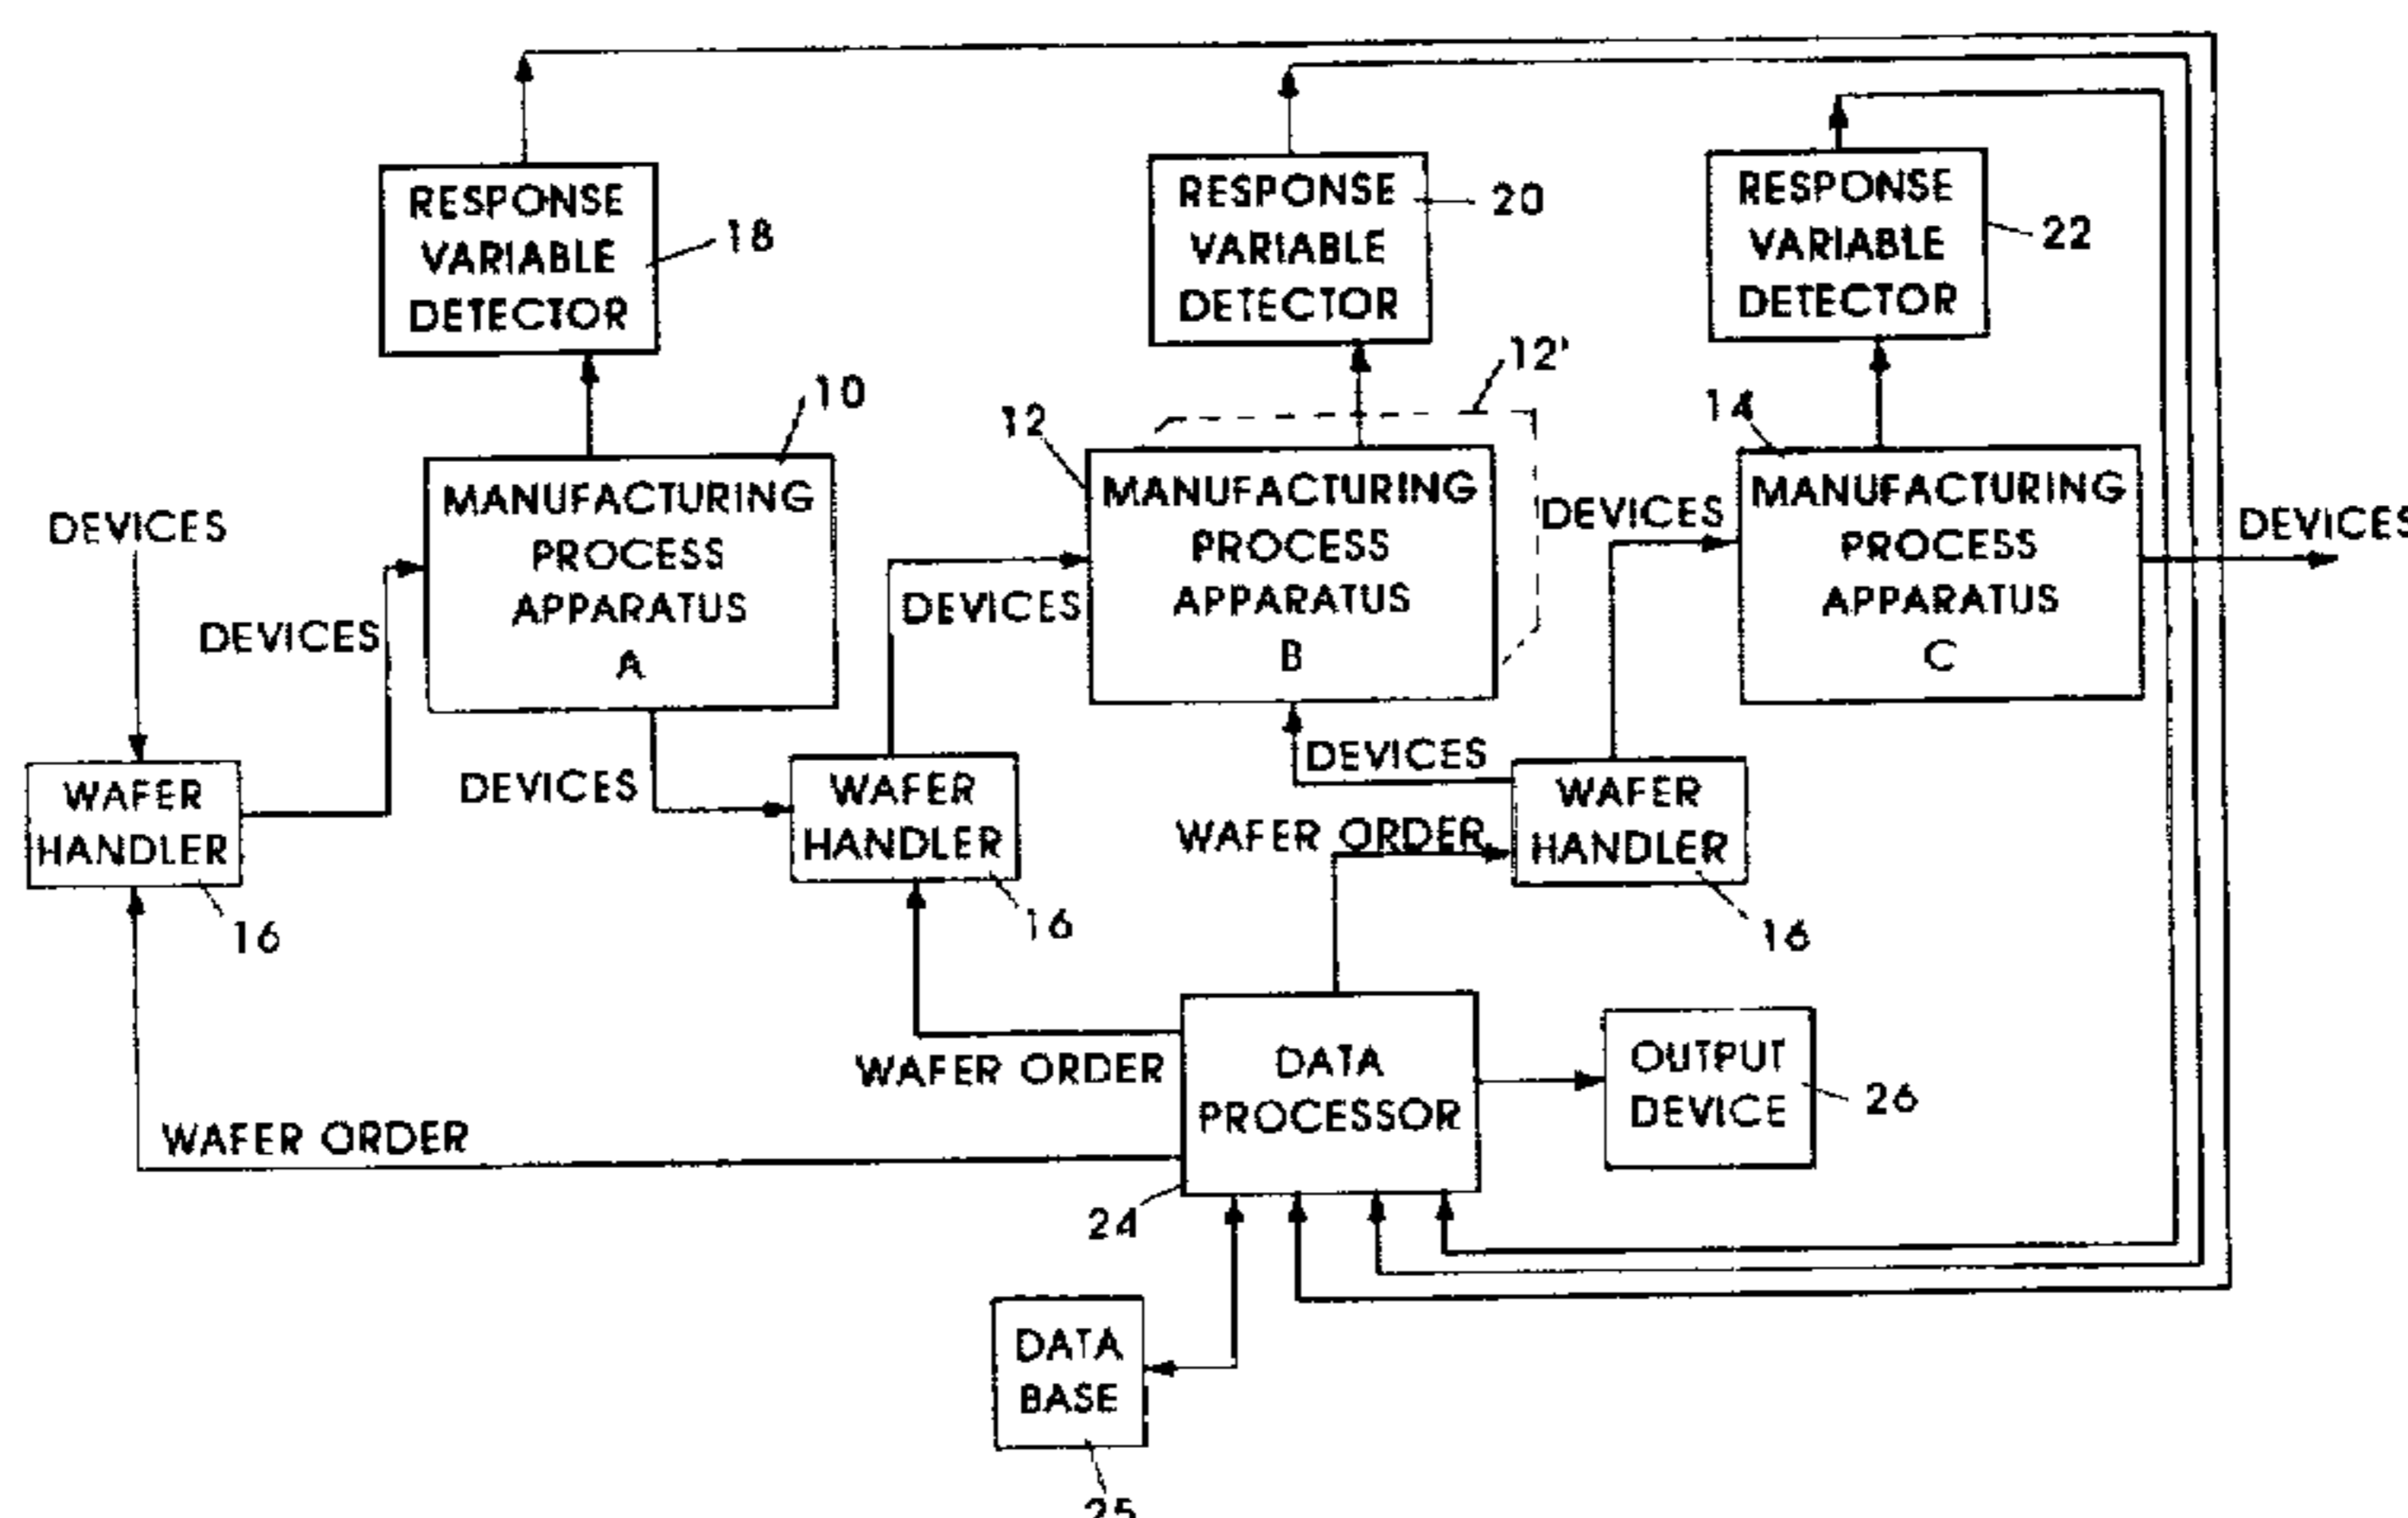 RESPONSE
VARIABLE
DETECTOR
18
RESPONSE
VARIABLE
DETECTOR
20
RESPONSE
VARIABLE
DETECTOR
22
10
12
12'
14
DEVICES
DEVICES
MANUFACTURING
PROCESS
APPARATUS
A
DEVICES
MANUFACTURING
PROCESS
APPARATUS
B
DEVICES
MANUFACTURING
PROCESS
APPARATUS
C
DEVICES
WAFER
HANDLER
16
DEVICES
WAFER
HANDLER
16
DEVICES
WAFER ORDER
WAFER
HANDLER
16
WAFER ORDER
WAFER ORDER
DATA
PROCESSOR
24
OUTPUT
DEVICE
26
DATA
BASE
25